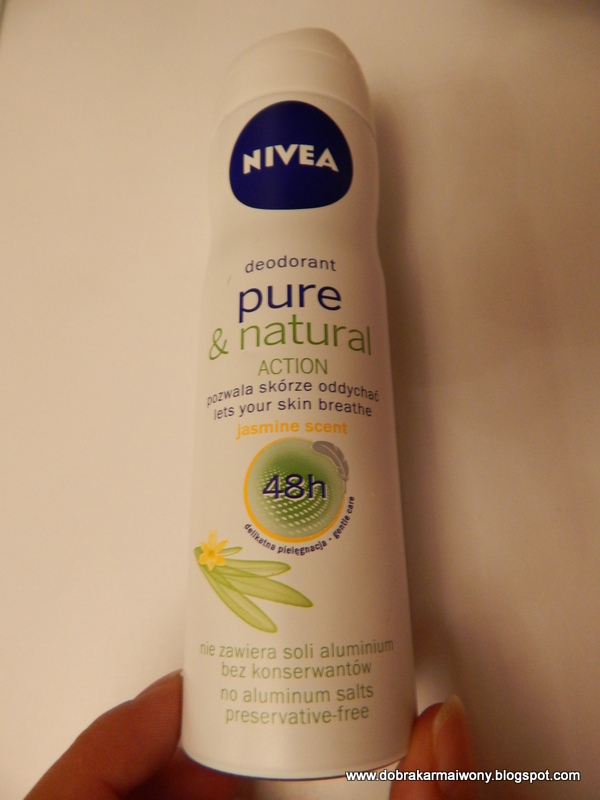 NIVEA
deodorant
pure
& natural
ACTION
pozwala skórze oddychać
lets your skin breathe
jasmine scent
48h
delikatna pielęgnacja • gentle care
nie zawiera soli aluminium
bez konserwantów
no aluminum salts
preservative-free
www.dobrakarmaiwony.blogspot.com